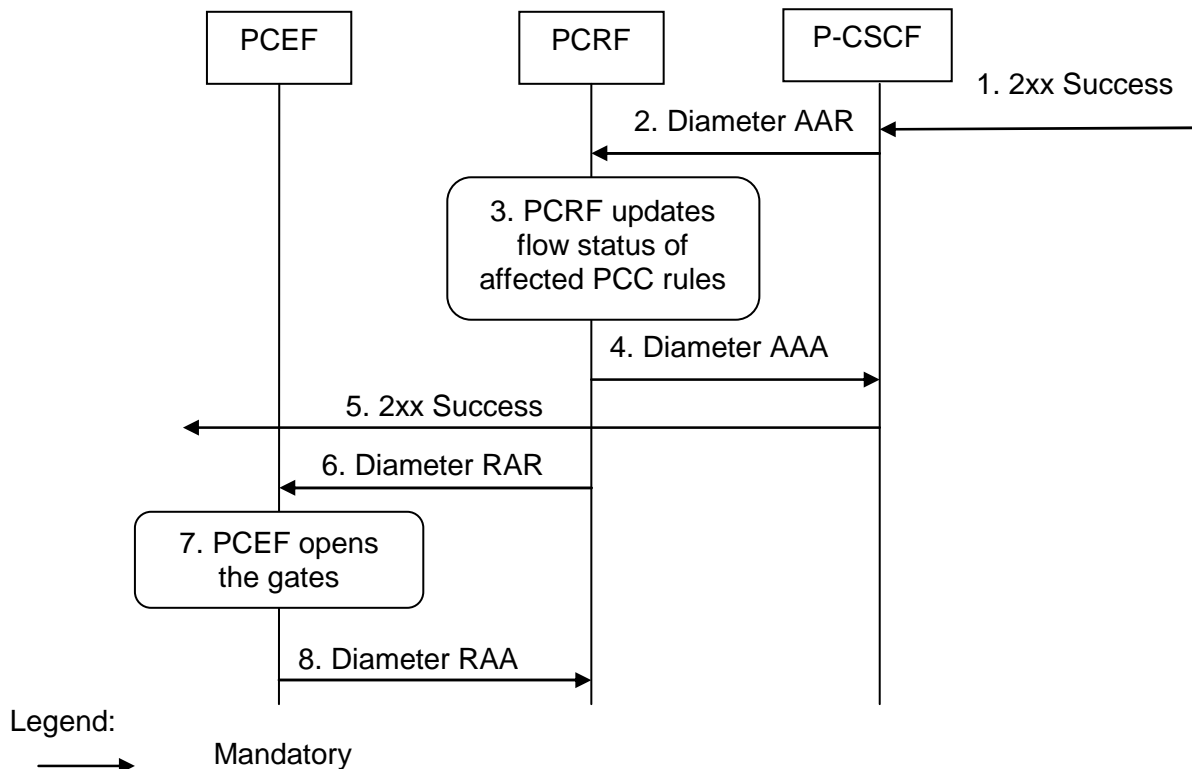 PCEF
PCRF
P-CSCF
1. 2xx Success
2. Diameter AAR
3. PCRF updates
flow status of
affected PCC rules
4. Diameter AAA
5. 2xx Success
6. Diameter RAR
7. PCEF opens
the gates
8. Diameter RAA
Legend:
Mandatory